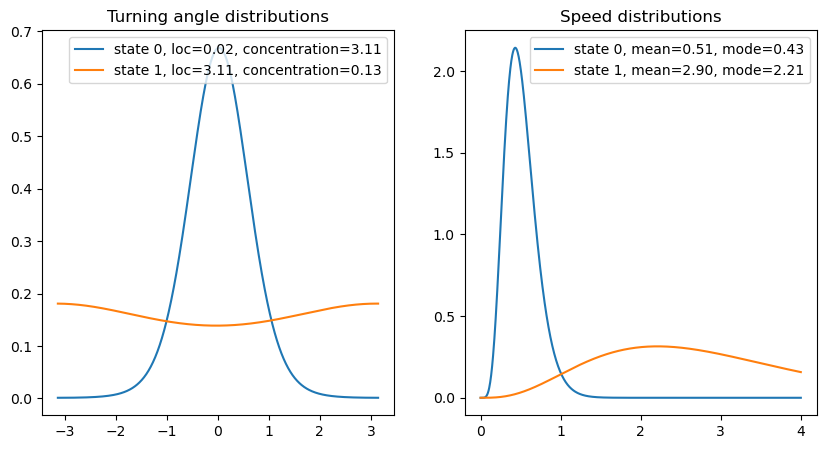 Turning angle distributions
0.7
0.6
0.5
0.4
0.3
0.2
0.1
0.0
state 0, loc=0.02, concentration=3.11
state 1, loc=3.11, concentration=0.13
−3 −2 −1 0 1 2 3
Speed distributions
2.0
1.5
1.0
0.5
0.0
state 0, mean=0.51, mode=0.43
state 1, mean=2.90, mode=2.21
0 1 2 3 4